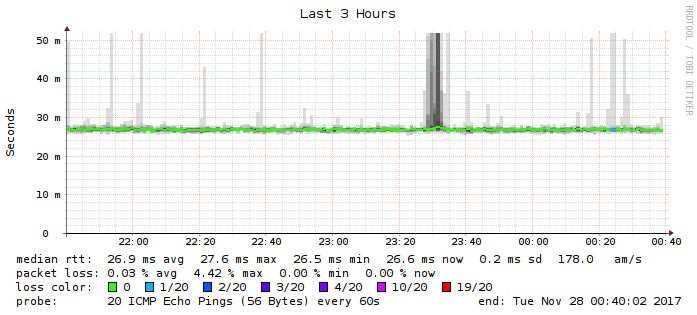 Last 3 Hours
RRDTOOL / TOBI OETIKER
Seconds
50 m
40 m
30 m
20 m
10 m
0
22:00 22:20 22:40 23:00 23:20 23:40 00:00 00:20 00:40
median rtt: 26.9 ms avg 27.6 ms max 26.5 ms min 26.6 ms now 0.2 ms sd 178.0 am/s
packet loss: 0.03 % avg 4.42 % max 0.00 % min 0.00 % now
loss color: 0 1/20 2/20 3/20 4/20 10/20 19/20
probe: 20 ICMP Echo Pings (56 Bytes) every 60s end: Tue Nov 28 00:40:02 2017